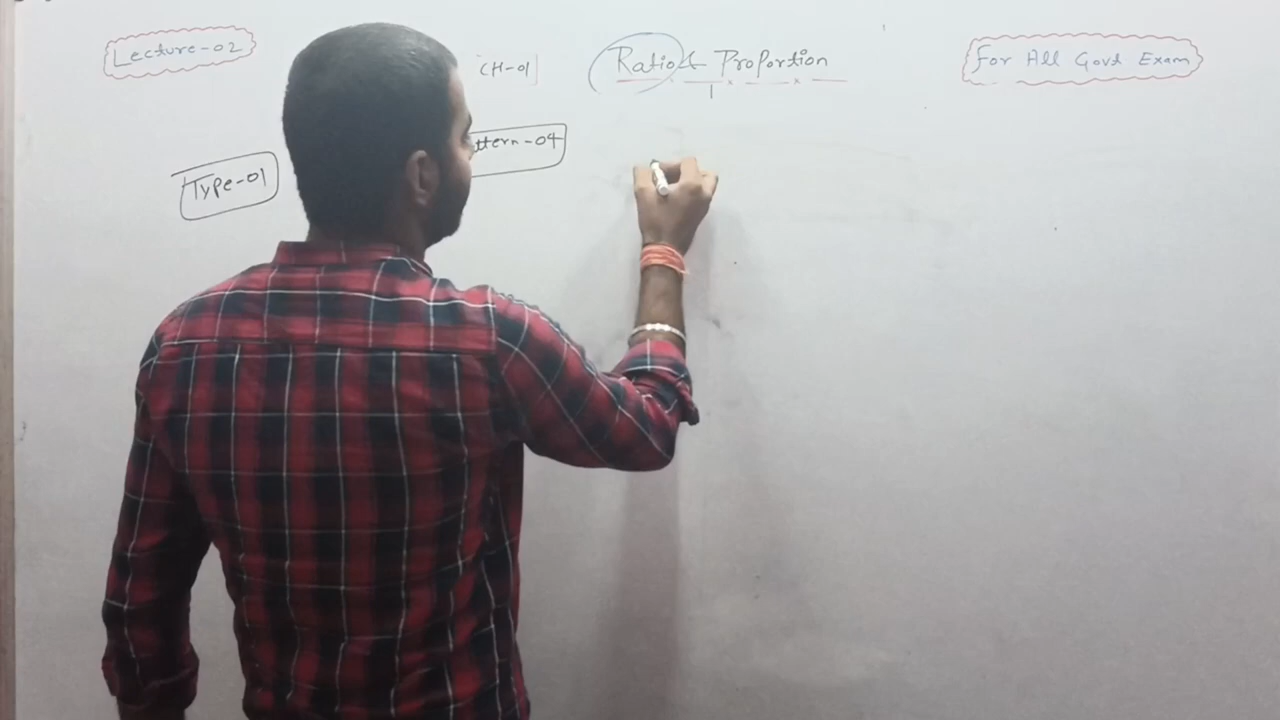 Lecture-02
CH-01]
Ratio & Proportion
For All Govt Exam
ttern-04
Type-01